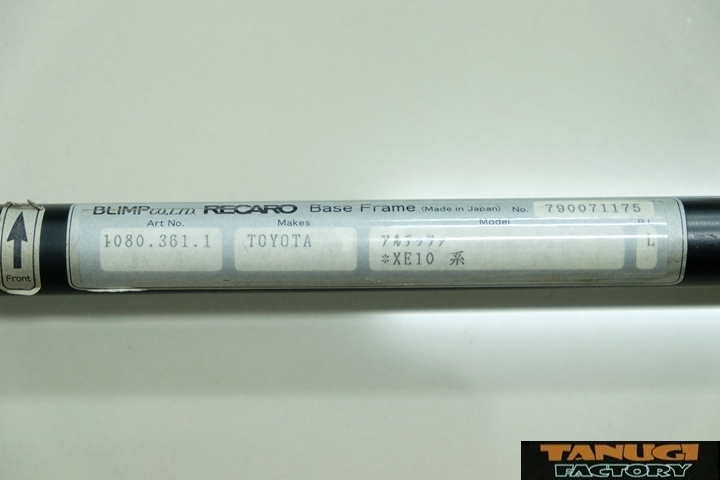 BLIMP CO.,LTD. RECARO Base Frame (Made in Japan) No. 790071175
Art No. Makes Model R.L
1080.361.1 TOYOTA アルテッツァ L
*XE10 系
Front
TANUGI
FACTORY